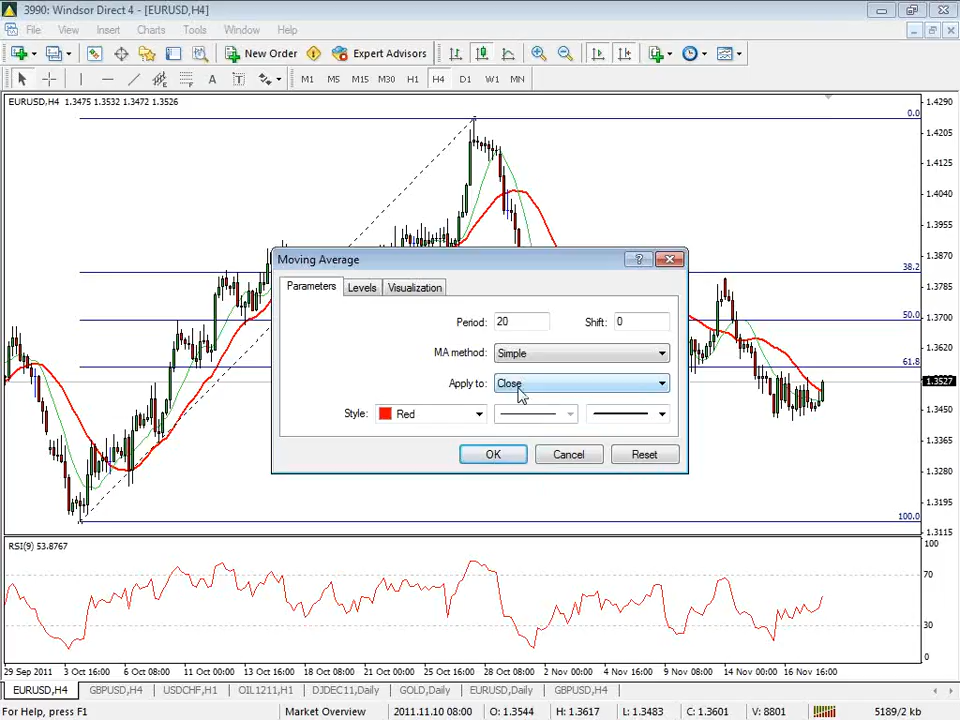 3990: Windsor Direct 4 - [EURUSD,H4]
File View Insert Charts Tools Window Help
New Order Expert Advisors
A T M1 M5 M15 M30 H1 H4 D1 W1 MN
EURUSD,H4 1.3475 1.3532 1.3472 1.3526
1.4290
0.0
1.4205
1.4125
1.4040
1.3955
1.3870
38.2
1.3785
50.0
1.3700
1.3620
61.8
1.3527
1.3450
1.3365
1.3280
1.3195
100.0
1.3115
Moving Average
Parameters Levels Visualization
Period: 20 Shift: 0
MA method: Simple
Apply to: Close
Style: Red
OK Cancel Reset
RSI(9) 53.8767
100
70
30
0
29 Sep 2011 3 Oct 16:00 6 Oct 08:00 11 Oct 00:00 13 Oct 16:00 18 Oct 08:00 21 Oct 00:00 25 Oct 16:00 28 Oct 08:00 2 Nov 00:00 4 Nov 16:00 9 Nov 08:00 14 Nov 00:00 16 Nov 16:00
EURUSD,H4 GBPUSD,H4 USDCHF,H1 OIL1211,H1 DJDEC11,Daily GOLD,Daily EURUSD,Daily GBPUSD,H4
For Help, press F1 Market Overview 2011.11.10 08:00 O: 1.3544 H: 1.3617 L: 1.3483 C: 1.3601 V: 8801 5189/2 kb